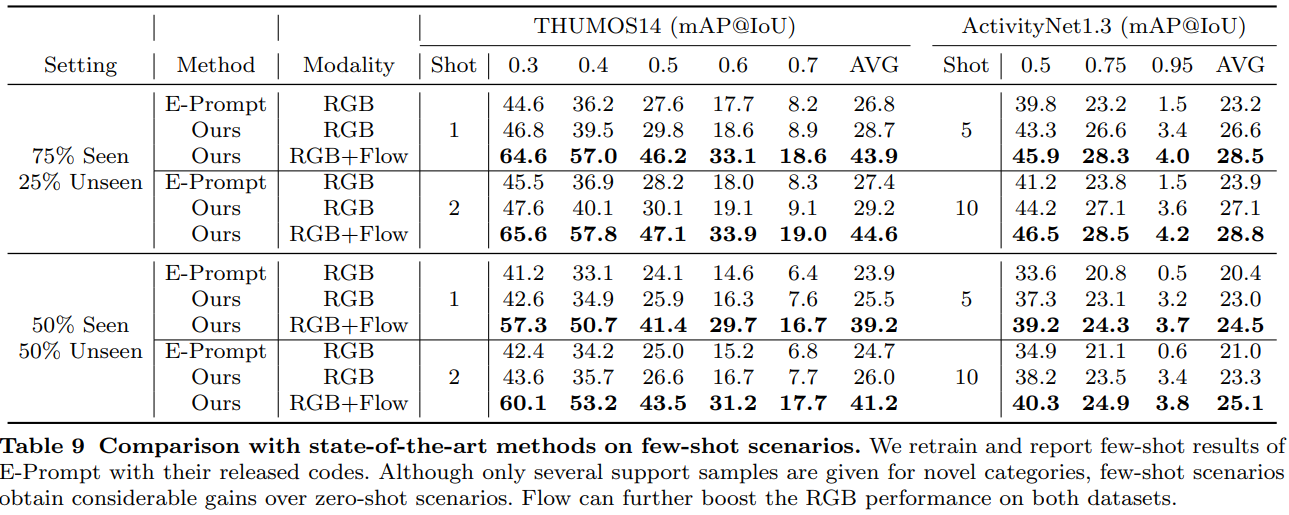 THUMOS14 (mAP@IoU) ActivityNet1.3 (mAP@IoU)
Setting Method Modality Shot 0.3 0.4 0.5 0.6 0.7 AVG Shot 0.5 0.75 0.95 AVG
E-Prompt RGB 44.6 36.2 27.6 17.7 8.2 26.8 39.8 23.2 1.5 23.2
Ours RGB 1 46.8 39.5 29.8 18.6 8.9 28.7 5 43.3 26.6 3.4 26.6
75% Seen Ours RGB+Flow 64.6 57.0 46.2 33.1 18.6 43.9 45.9 28.3 4.0 28.5
25% Unseen E-Prompt RGB 45.5 36.9 28.2 18.0 8.3 27.4 41.2 23.8 1.5 23.9
Ours RGB 2 47.6 40.1 30.1 19.1 9.1 29.2 10 44.2 27.1 3.6 27.1
Ours RGB+Flow 65.6 57.8 47.1 33.9 19.0 44.6 46.5 28.5 4.2 28.8
E-Prompt RGB 41.2 33.1 24.1 14.6 6.4 23.9 33.6 20.8 0.5 20.4
Ours RGB 1 42.6 34.9 25.9 16.3 7.6 25.5 5 37.3 23.1 3.2 23.0
50% Seen Ours RGB+Flow 57.3 50.7 41.4 29.7 16.7 39.2 39.2 24.3 3.7 24.5
50% Unseen E-Prompt RGB 42.4 34.2 25.0 15.2 6.8 24.7 34.9 21.1 0.6 21.0
Ours RGB 2 43.6 35.7 26.6 16.7 7.7 26.0 10 38.2 23.5 3.4 23.3
Ours RGB+Flow 60.1 53.2 43.5 31.2 17.7 41.2 40.3 24.9 3.8 25.1
Table 9 Comparison with state-of-the-art methods on few-shot scenarios. We retrain and report few-shot results of
E-Prompt with their released codes. Although only several support samples are given for novel categories, few-shot scenarios
obtain considerable gains over zero-shot scenarios. Flow can further boost the RGB performance on both datasets.